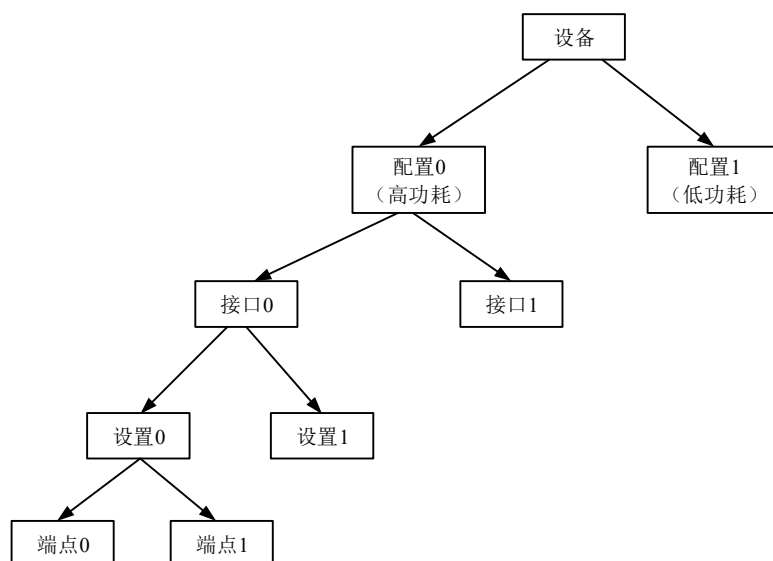 设备
配置0
（高功耗）
配置1
（低功耗）
接口0
接口1
设置0
设置1
端点0
端点1